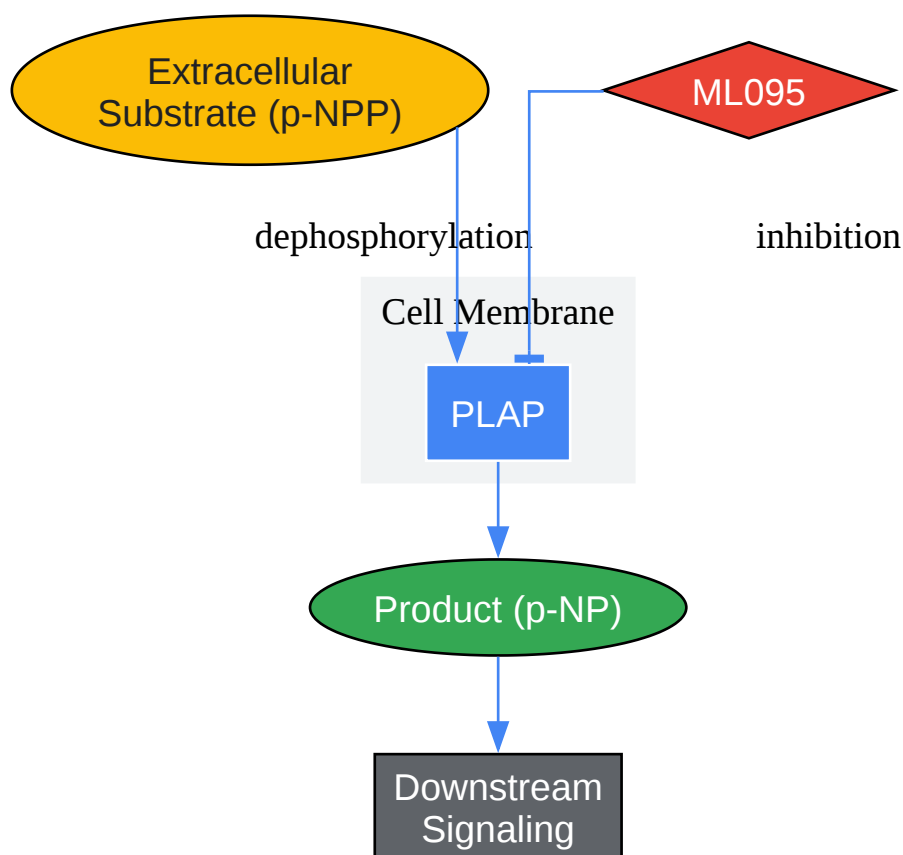 Extracellular
Substrate (p-NPP)
ML095
dephosphorylation
inhibition
Cell Membrane
PLAP
Product (p-NP)
Downstream
Signaling